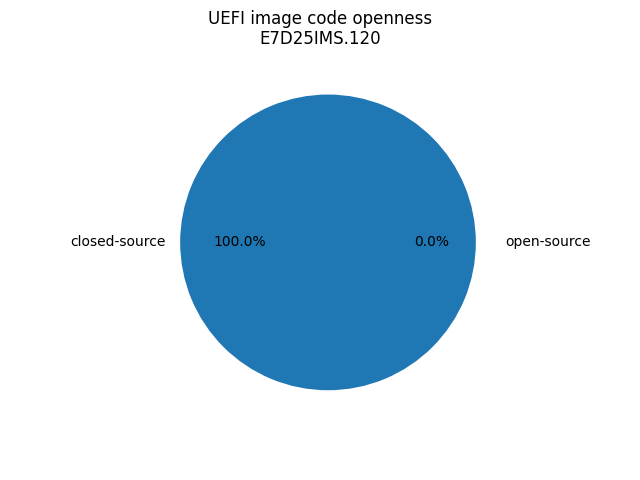 UEFI image code openness
E7D25IMS.120
closed-source
100.0%
0.0%
open-source